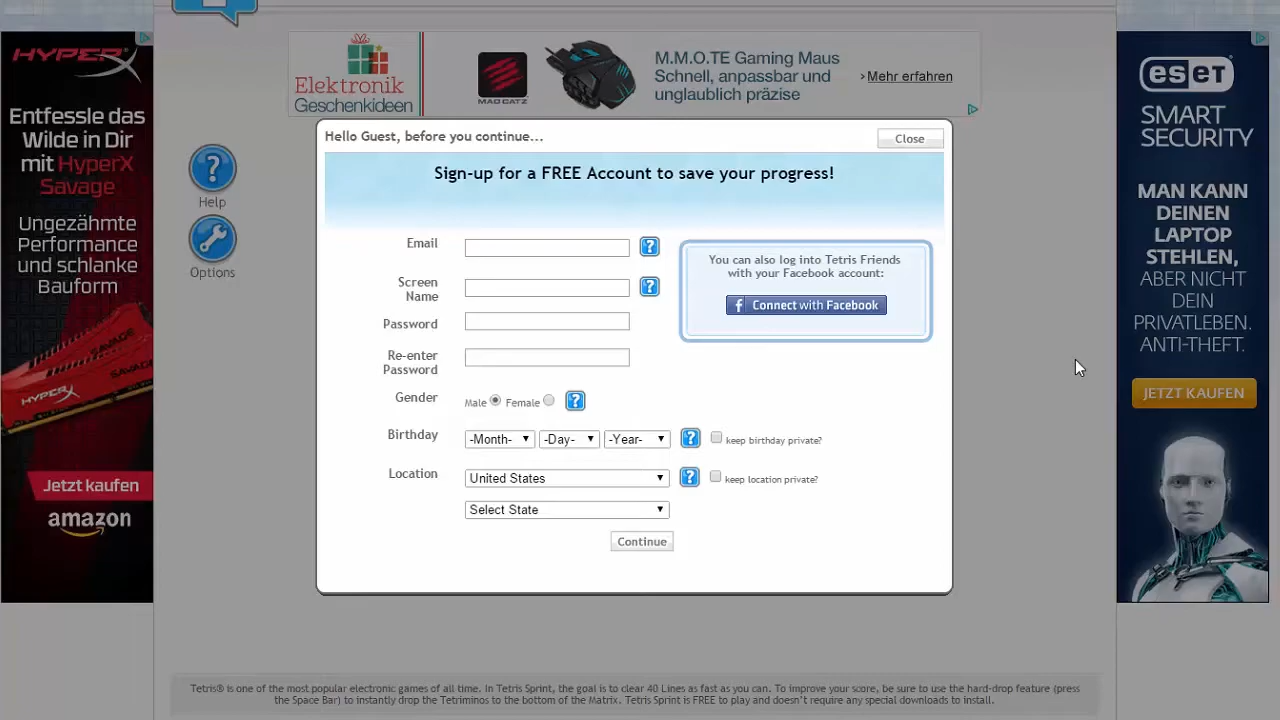 HYPERX
Entfessle das
Wilde in Dir
mit HyperX
Savage
Ungezähmte
Performance
und schlanke
Bauform
SAVAGE
HYPERX
SAVAGE
Jetzt kaufen
amazon
Elektronik
Geschenkideen
MAD CATZ
M.M.O.TE Gaming Maus
Schnell, anpassbar und
unglaublich präzise
› Mehr erfahren
Help
Options
Hello Guest, before you continue...
Close
Sign-up for a FREE Account to save your progress!
Email
?
Screen
Name
?
Password
Re-enter
Password
Gender
Male
Female
?
Birthday
-Month-
-Day-
-Year-
?
keep birthday private?
Location
United States
?
keep location private?
Select State
Continue
You can also log into Tetris Friends
with your Facebook account:
f Connect with Facebook
eseT
SMART
SECURITY
MAN KANN
DEINEN
LAPTOP
STEHLEN,
ABER NICHT
DEIN
PRIVATLEBEN.
ANTI-THEFT.
JETZT KAUFEN
Tetris® is one of the most popular electronic games of all time. In Tetris Sprint, the goal is to clear 40 Lines as fast as you can. To improve your score, be sure to use the hard-drop feature (press
the Space Bar) to instantly drop the Tetriminos to the bottom of the Matrix. Tetris Sprint is FREE to play and doesn't require any special downloads to install.